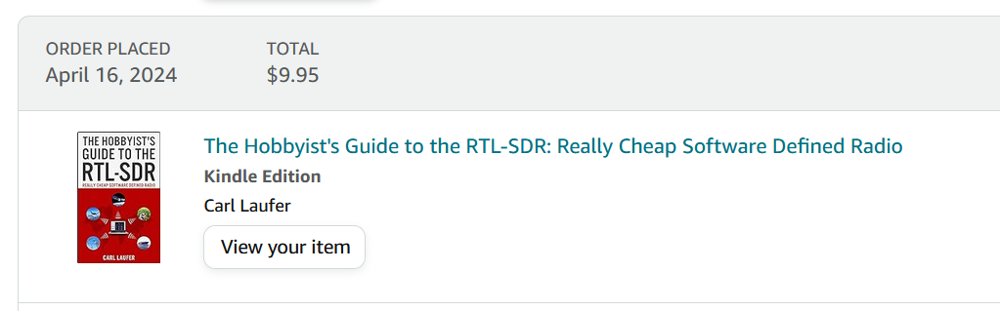 ORDER PLACED
April 16, 2024
TOTAL
$9.95
THE HOBBYIST'S
GUIDE TO THE
RTL-SDR
REALLY CHEAP SOFTWARE DEFINED RADIO
CARL LAUFER
The Hobbyist's Guide to the RTL-SDR: Really Cheap Software Defined Radio
Kindle Edition
Carl Laufer
View your item